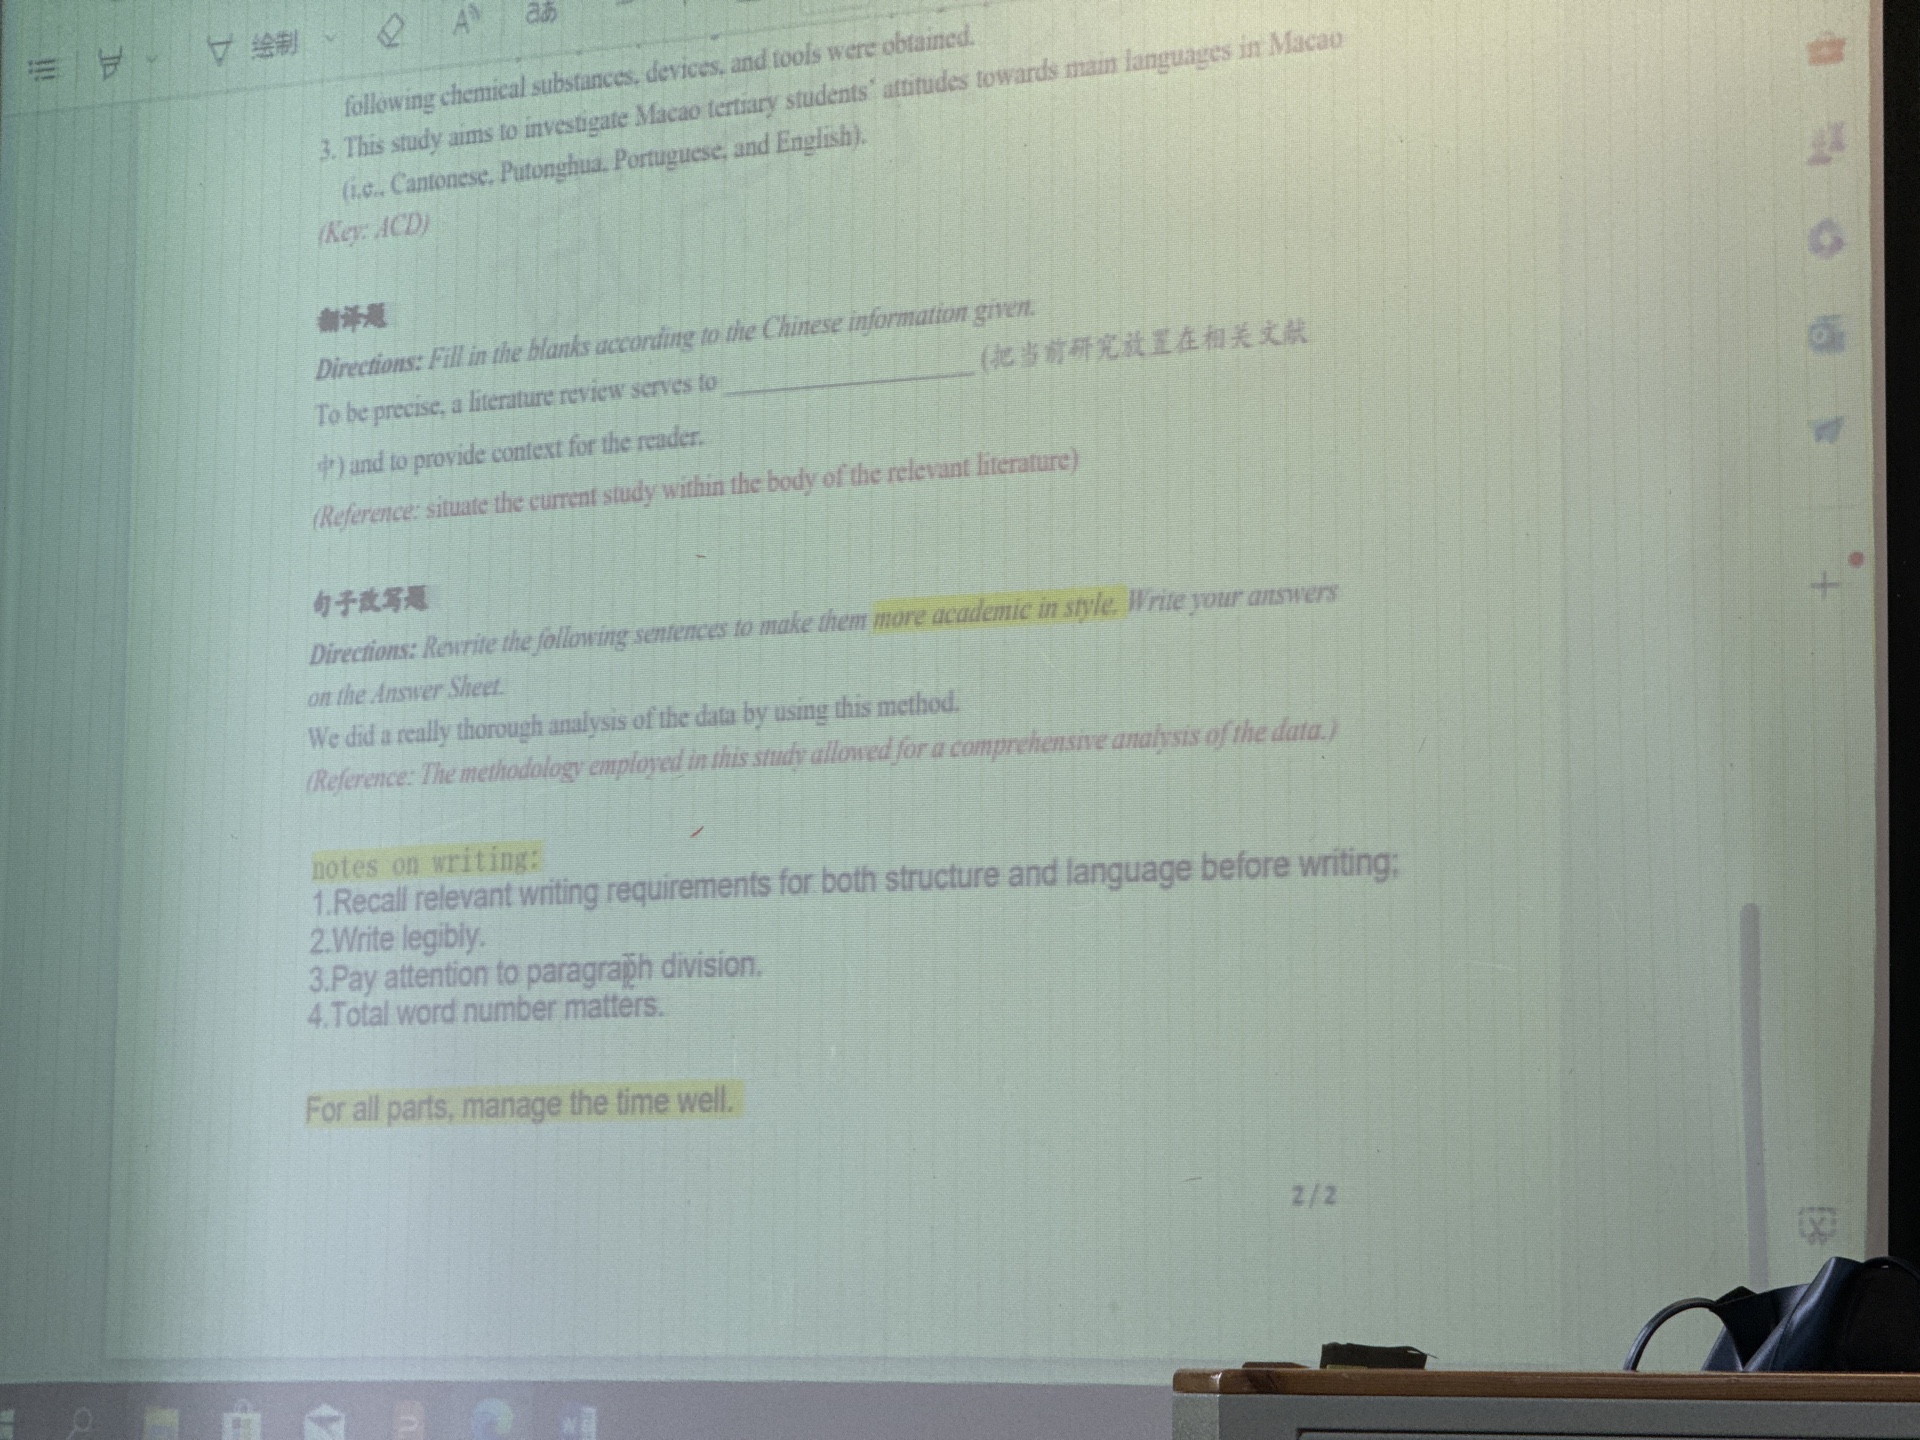 绘制
A
aあ
following chemical substances, devices, and tools were obtained.
3. This study aims to investigate Macao tertiary students' attitudes towards main languages in Macao
(i.e., Cantonese, Putonghua, Portuguese, and English).
(Key: ACD)
翻译题
Directions: Fill in the blanks according to the Chinese information given.
To be precise, a literature review serves to ____________________ (把当前研究放置在相关文献
中) and to provide context for the reader.
(Reference: situate the current study within the body of the relevant literature)
句子改写题
Directions: Rewrite the following sentences to make them more academic in style. Write your answers
on the Answer Sheet.
We did a really thorough analysis of the data by using this method.
(Reference: The methodology employed in this study allowed for a comprehensive analysis of the data.)
notes on writing:
1.Recall relevant writing requirements for both structure and language before writing;
2.Write legibly.
3.Pay attention to paragraph division.
4.Total word number matters.
For all parts, manage the time well.
2/2